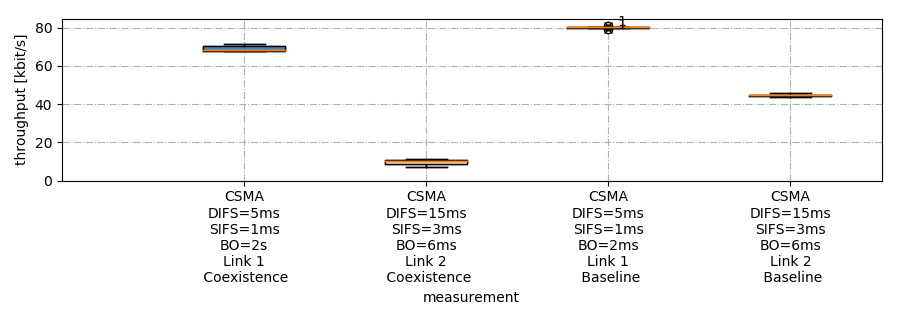 throughput [kbit/s]
80
60
40
20
0
1
CSMA
DIFS=5ms
SIFS=1ms
BO=2s
Link 1
Coexistence
CSMA
DIFS=15ms
SIFS=3ms
BO=6ms
Link 2
Coexistence
CSMA
DIFS=5ms
SIFS=1ms
BO=2ms
Link 1
Baseline
CSMA
DIFS=15ms
SIFS=3ms
BO=6ms
Link 2
Baseline
measurement